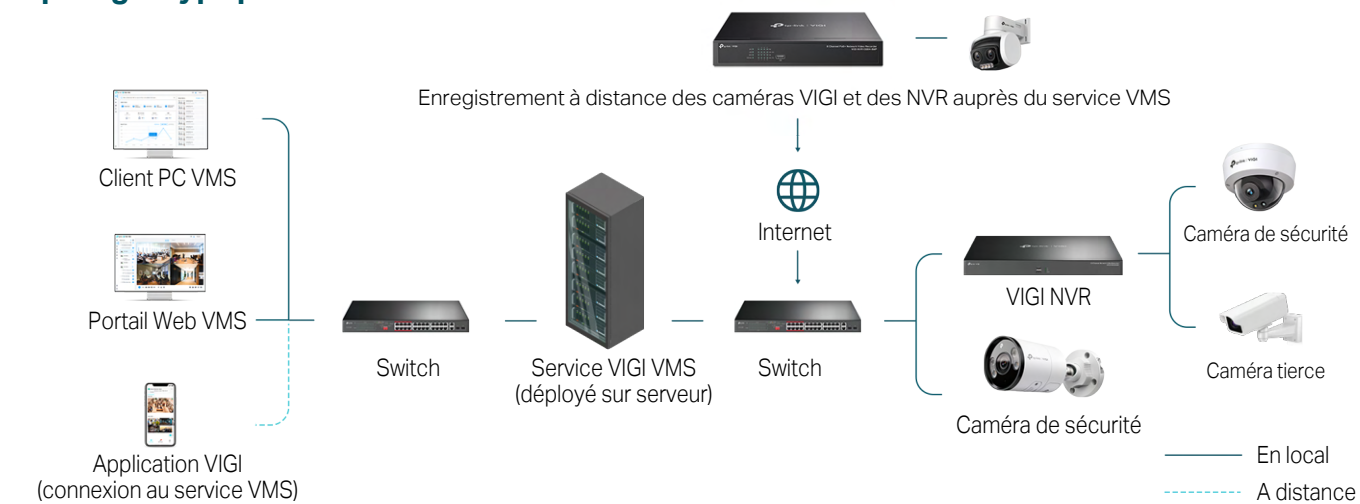 Enregistrement à distance des caméras VIGI et des NVR auprès du service VMS
Client PC VMS
Internet
Caméra de sécurité
Portail Web VMS
VIGI NVR
Switch
Service VIGI VMS
(déployé sur serveur)
Switch
Caméra tierce
Caméra de sécurité
Application VIGI
(connexion au service VMS)
En local
A distance